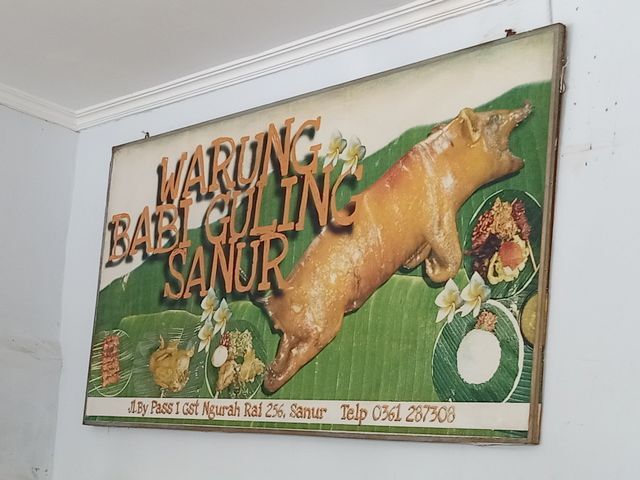 WARUNG
BABI GULING
SANUR
Jl.By Pass I Gst Ngurah Rai 256, Sanur Telp 0361 287308